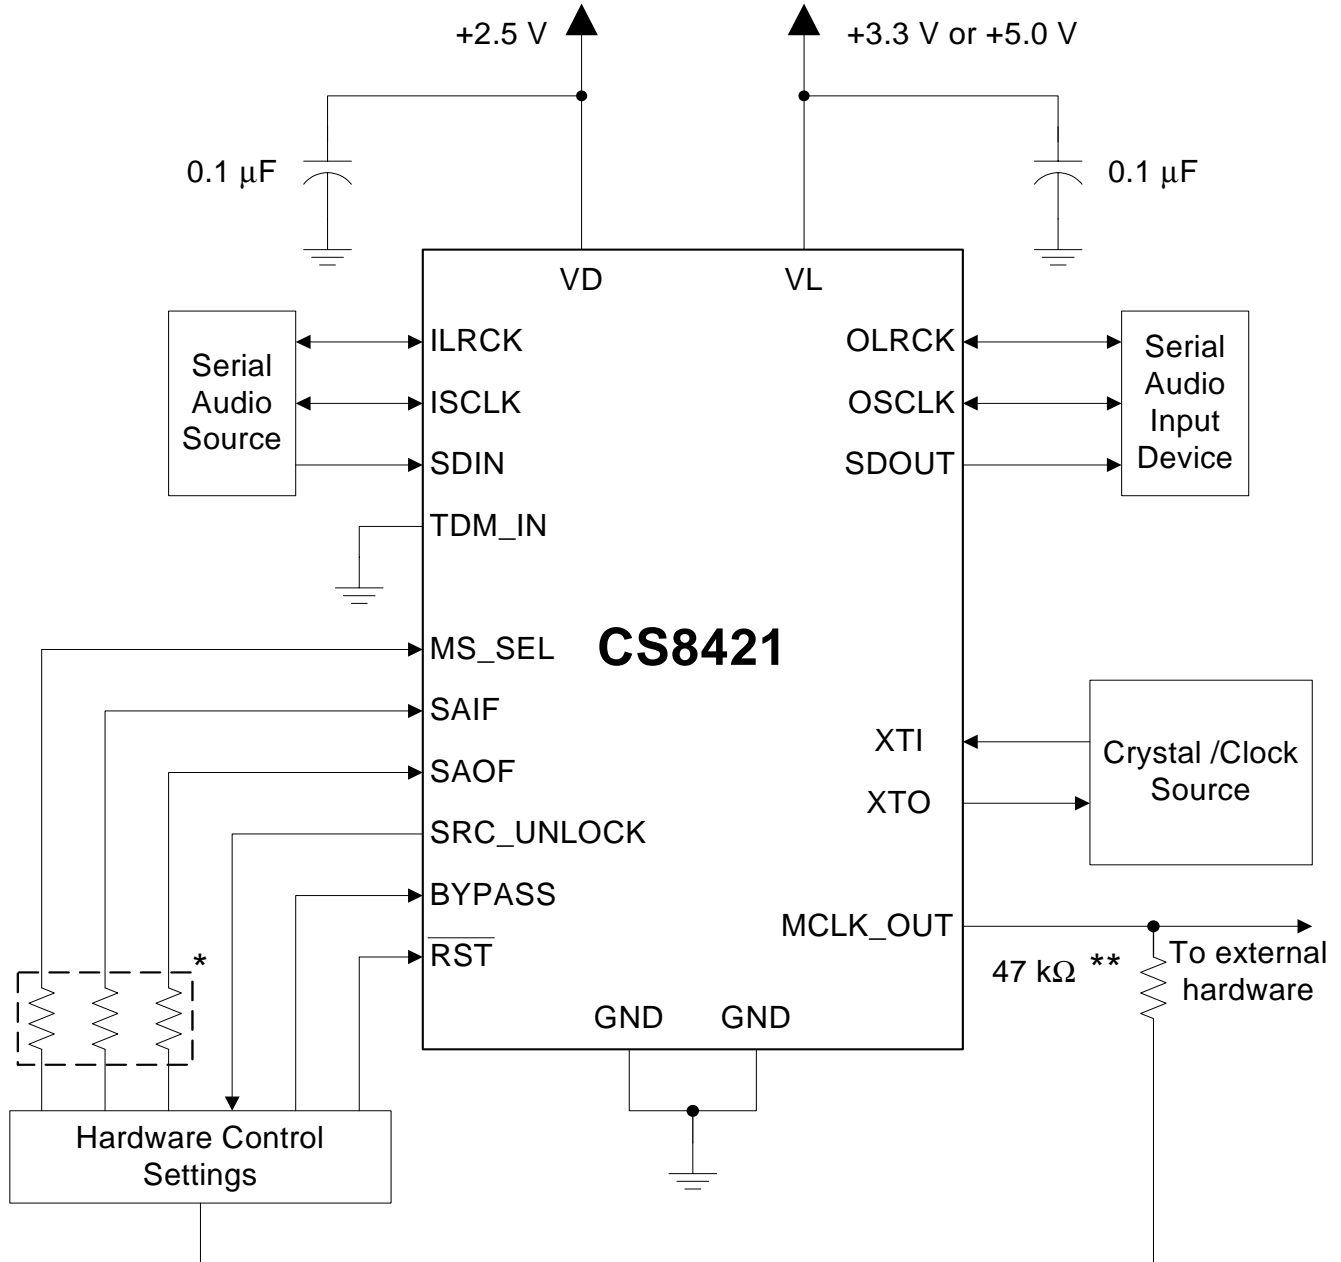 +2.5 V
+3.3 V or +5.0 V
0.1 μF
0.1 μF
VD
VL
Serial
Audio
Source
ILRCK
ISCLK
SDIN
TDM_IN
OLRCK
OSCLK
SDOUT
Serial
Audio
Input
Device
CS8421
MS_SEL
SAIF
SAOF
SRC_UNLOCK
BYPASS
RST
XTI
XTO
Crystal /Clock
Source
MCLK_OUT
47 kΩ **
To external
hardware
*
GND
GND
Hardware Control
Settings